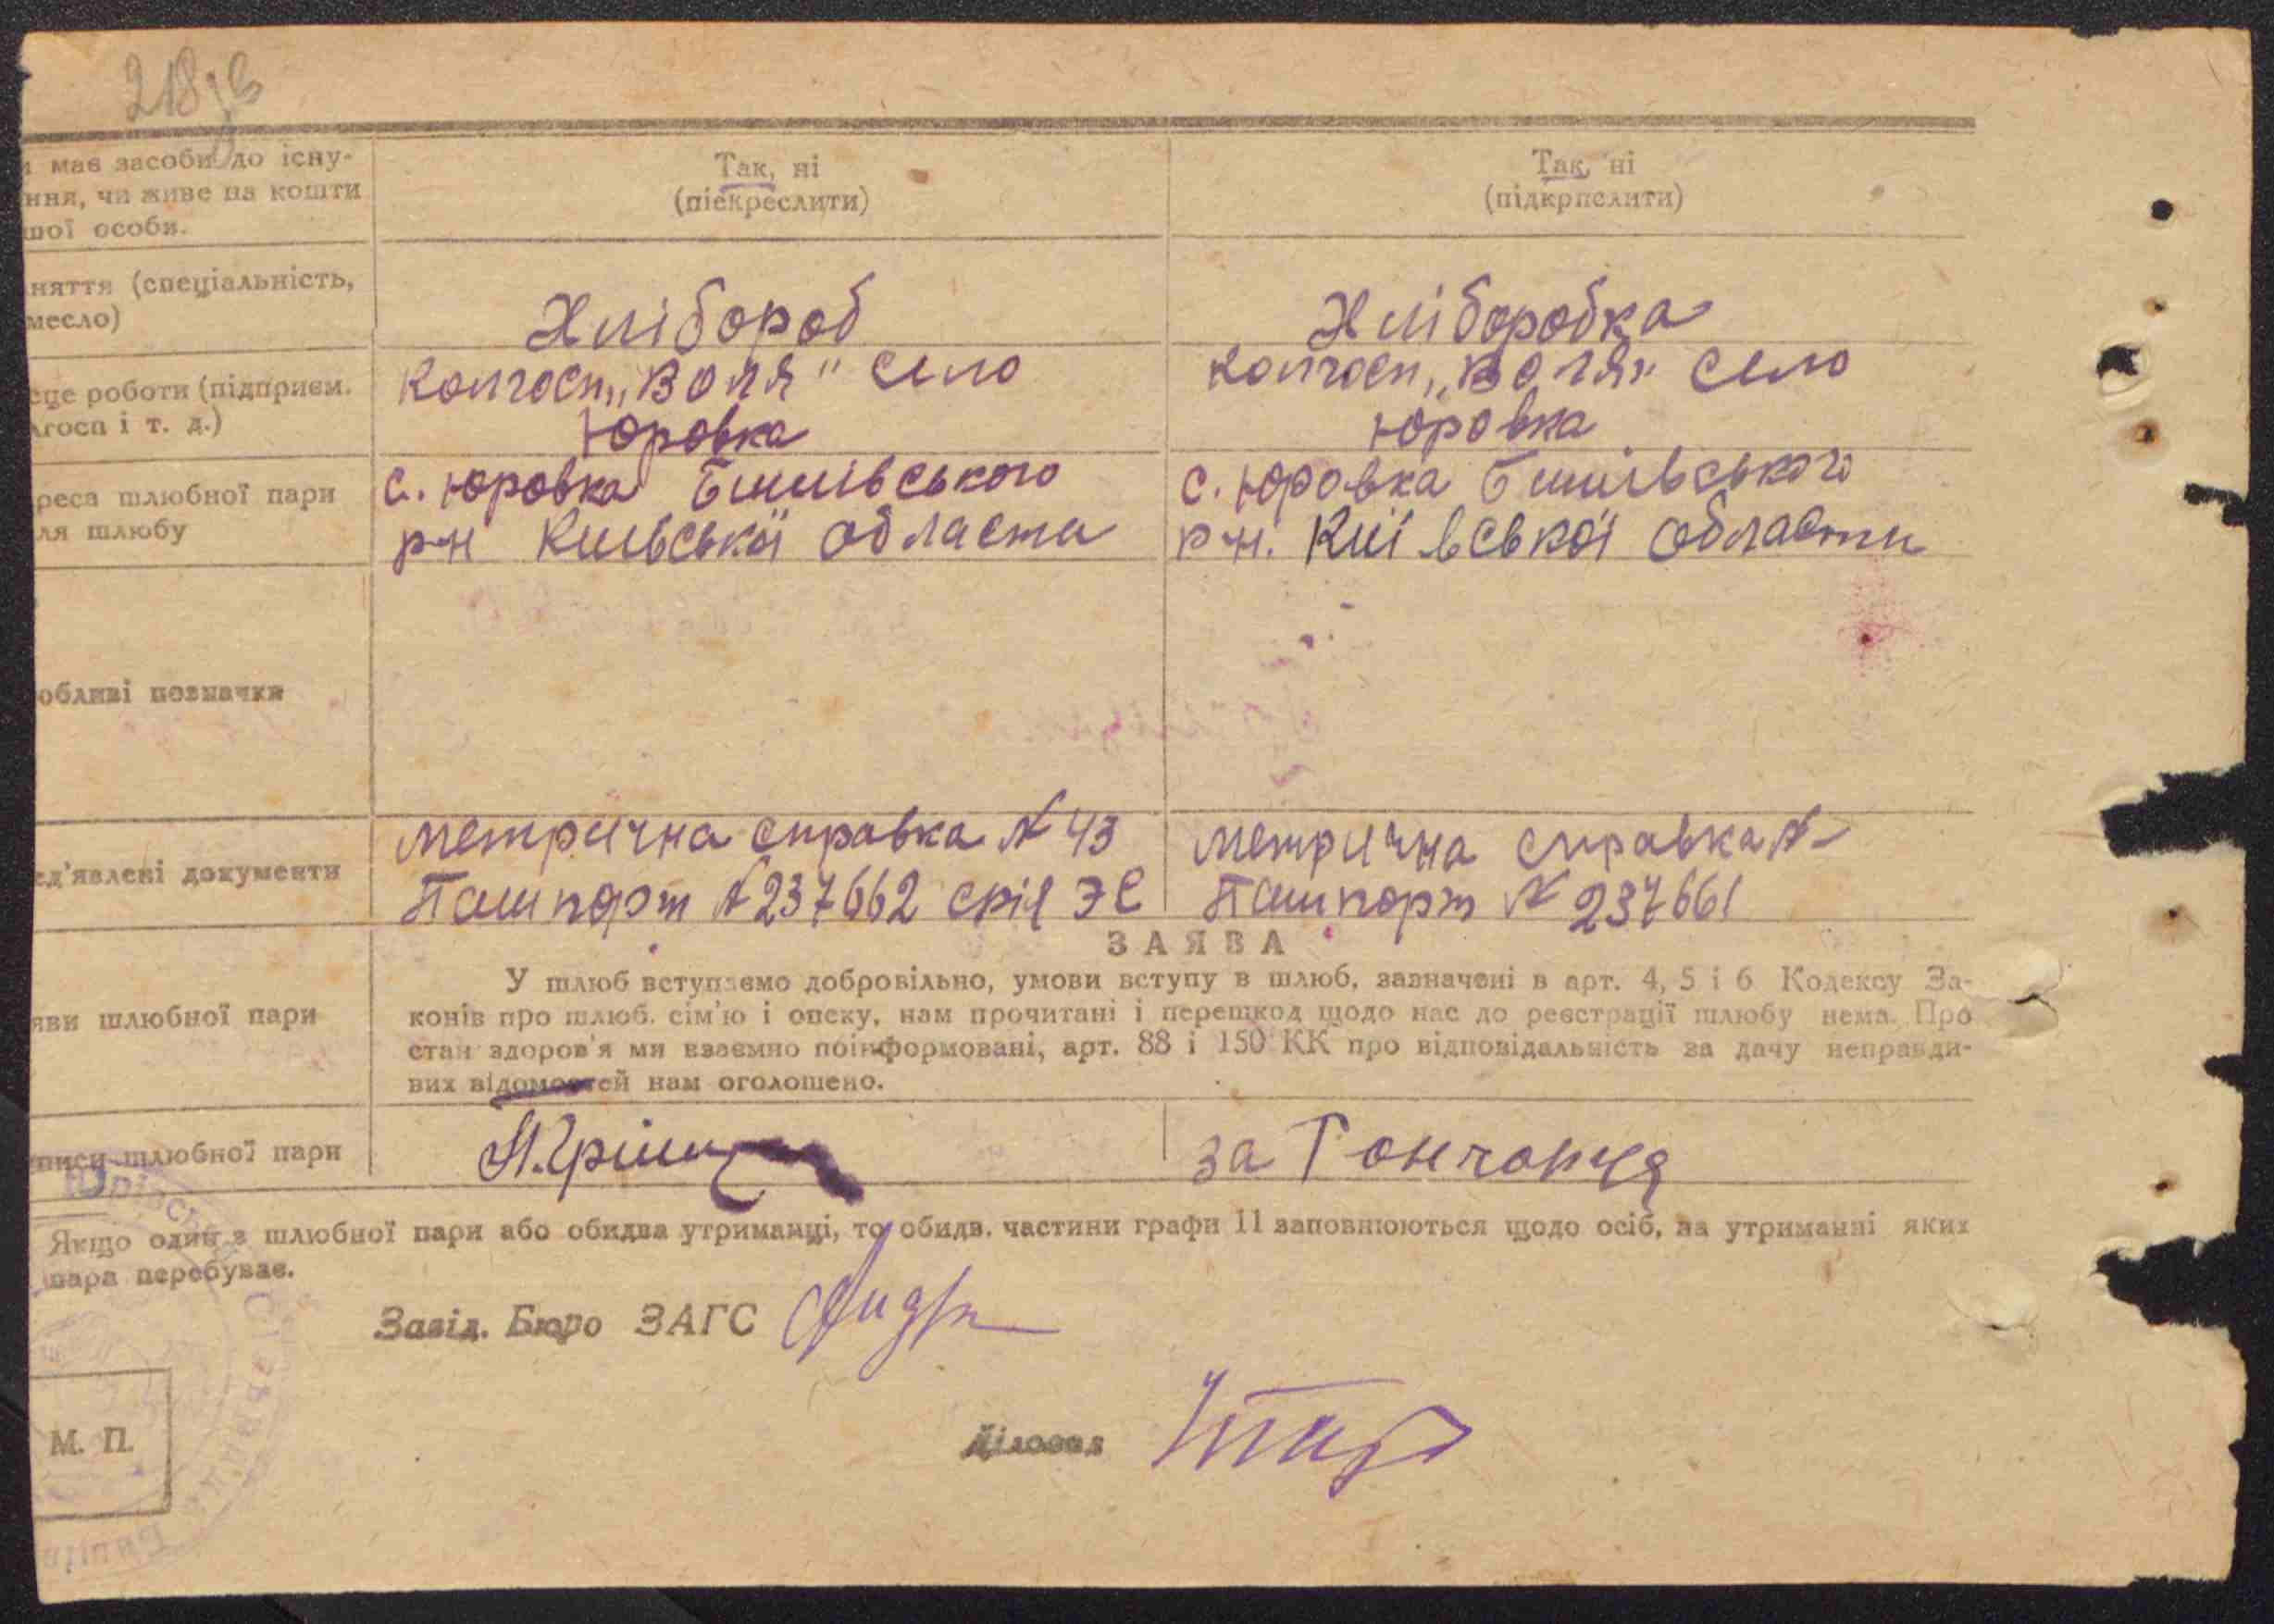 218
и має засоби до існу-
ння, чи живе на кошти
шої особи.
Так, ні
(піекреслити)
Так, ні
(підкрпслити)
няття (спеціальність,
месло)
Хлібороб
Хліборобка
сце роботи (підприєм.
лгосп і т. д.)
Колгосп „Воля" село
Юровка
Колгосп „Воля" село
Юровка
реса шлюбної пари
ля шлюбу
с. Юровка Бишівського
р-н Київської области
с. Юровка Бишівського
р-н. Київської области
обливі позначки
ед'явлені документи
Метрична справка № 43
Пашпорт № 237662 срія ЭС
Метрична справка № –
Пашпорт № 237661
яви шлюбної пари
ЗАЯВА
У шлюб вступаємо добровільно, умови вступу в шлюб, зазначені в арт. 4, 5 і 6 Кодексу За-
конів про шлюб. сім'ю і опеку, нам прочитані і перешкод щодо нас до реєстрації шлюбу нема. Про
стан здоров'я ми взаємно поінформовані, арт. 88 і 150 КК про відповідальність за дачу неправди-
вих відомостей нам оголошено.
писи шлюбної пари
за Гончарця
Якщо один з шлюбної пари або обидва утриманці, то обидв. частини графи 11 заповнюються щодо осіб, на утриманні яких
пара перебуває.
Завід. Бюро ЗАГС
Діловод
М. П.